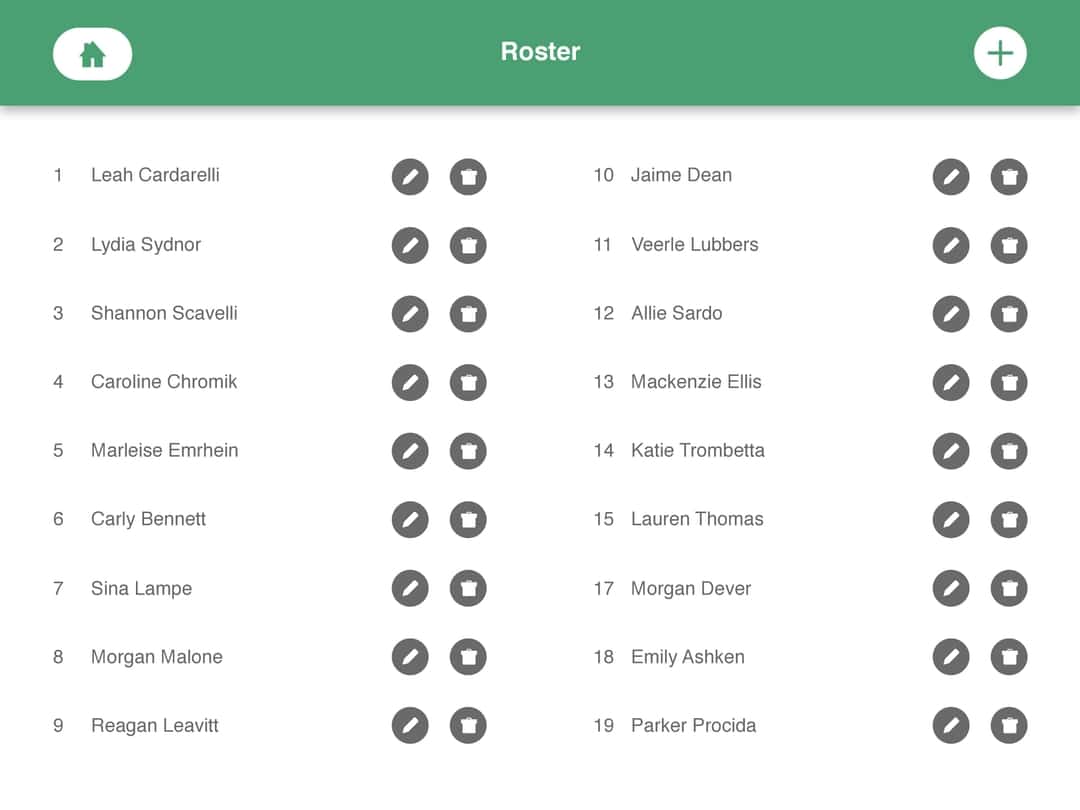 Roster
1 Leah Cardarelli
2 Lydia Sydnor
3 Shannon Scavelli
4 Caroline Chromik
5 Marleise Emrhein
6 Carly Bennett
7 Sina Lampe
8 Morgan Malone
9 Reagan Leavitt
10 Jaime Dean
11 Veerle Lubbers
12 Allie Sardo
13 Mackenzie Ellis
14 Katie Trombetta
15 Lauren Thomas
17 Morgan Dever
18 Emily Ashken
19 Parker Procida